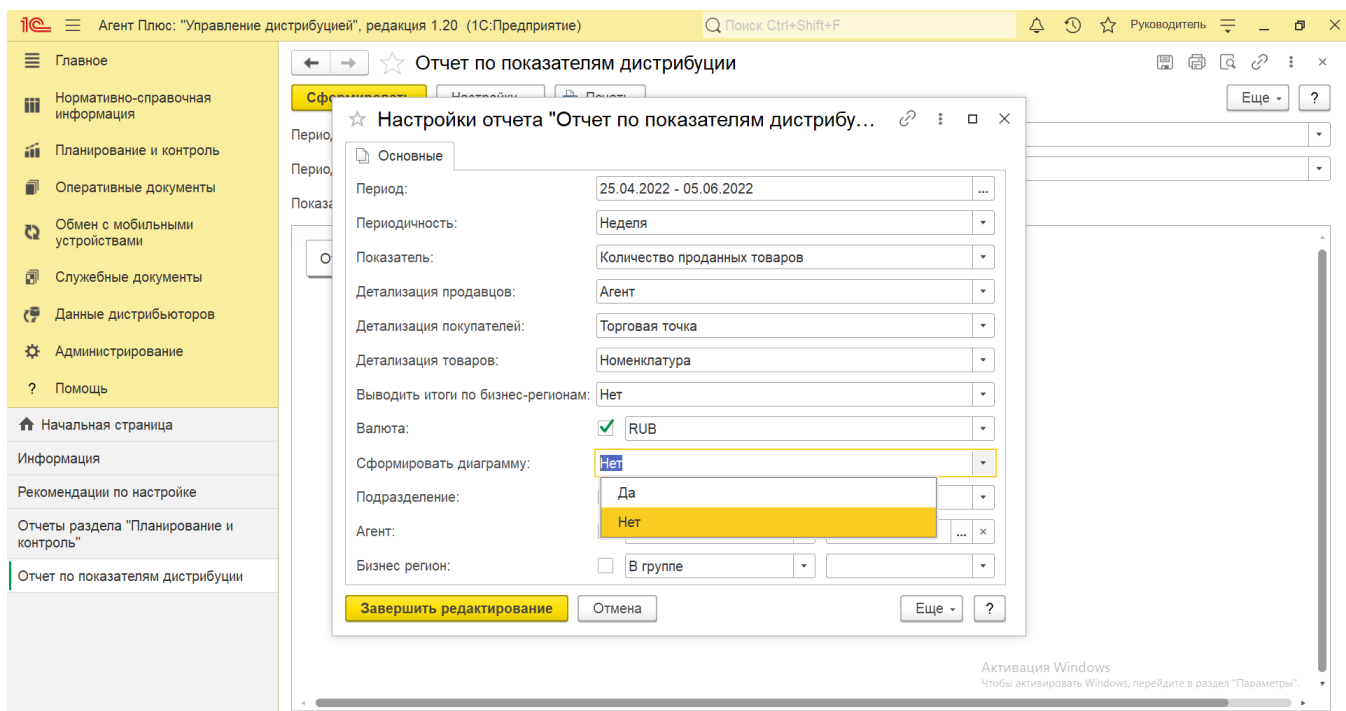 1С Агент Плюс: "Управление дистрибуцией", редакция 1.20 (1С:Предприятие) Поиск Ctrl+Shift+F Руководитель
Главное
Нормативно-справочная
информация
Планирование и контроль
Оперативные документы
Обмен с мобильными
устройствами
Служебные документы
Данные дистрибьюторов
Администрирование
? Помощь
Начальная страница
Информация
Рекомендации по настройке
Отчеты раздела "Планирование и
контроль"
Отчет по показателям дистрибуции
Отчет по показателям дистрибуции
Еще ?
Настройки отчета "Отчет по показателям дистрибу...
Основные
Период: 25.04.2022 - 05.06.2022 ...
Периодичность: Неделя
Показатель: Количество проданных товаров
Детализация продавцов: Агент
Детализация покупателей: Торговая точка
Детализация товаров: Номенклатура
Выводить итоги по бизнес-регионам: Нет
Валюта: RUB
Сформировать диаграмму: Нет
Да
Нет
Подразделение:
Агент: ...
Бизнес регион: В группе
Завершить редактирование Отмена Еще ?
Активация Windows
Чтобы активировать Windows, перейдите в раздел "Параметры".